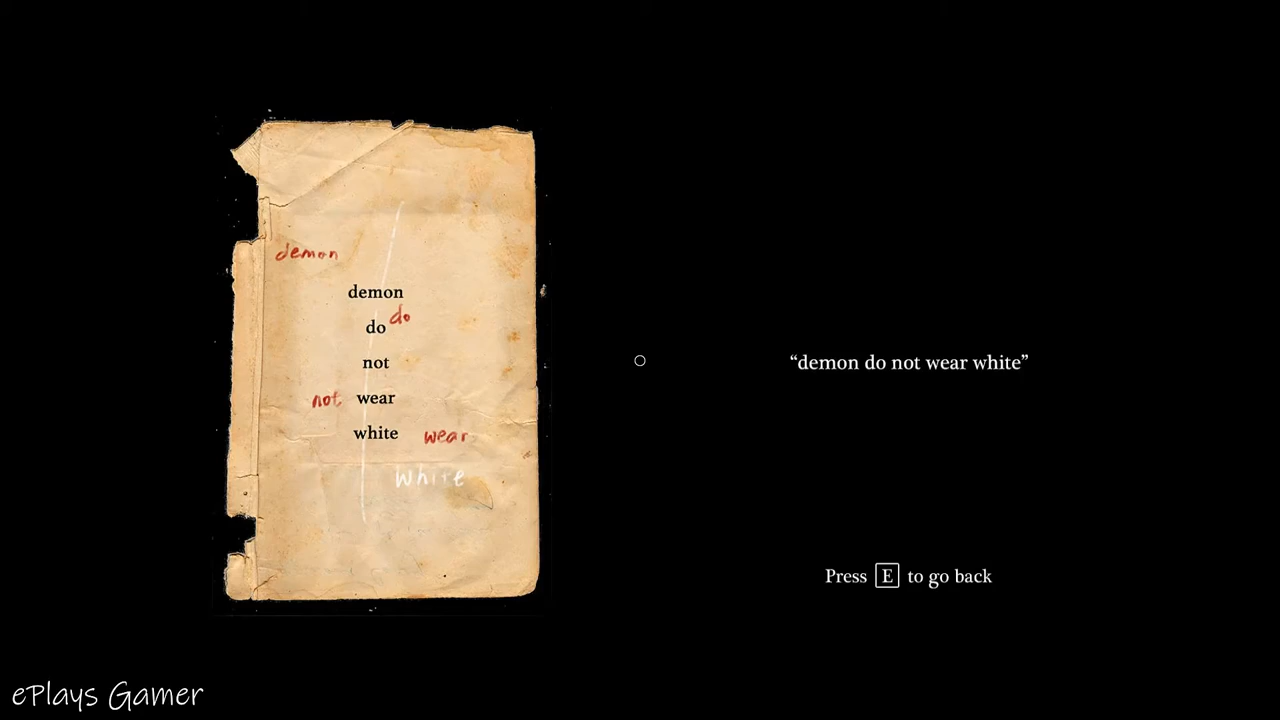 demon
demon
do
do
not
not
wear
white
wear
white
“demon do not wear white”
Press E to go back
ePlays Gamer